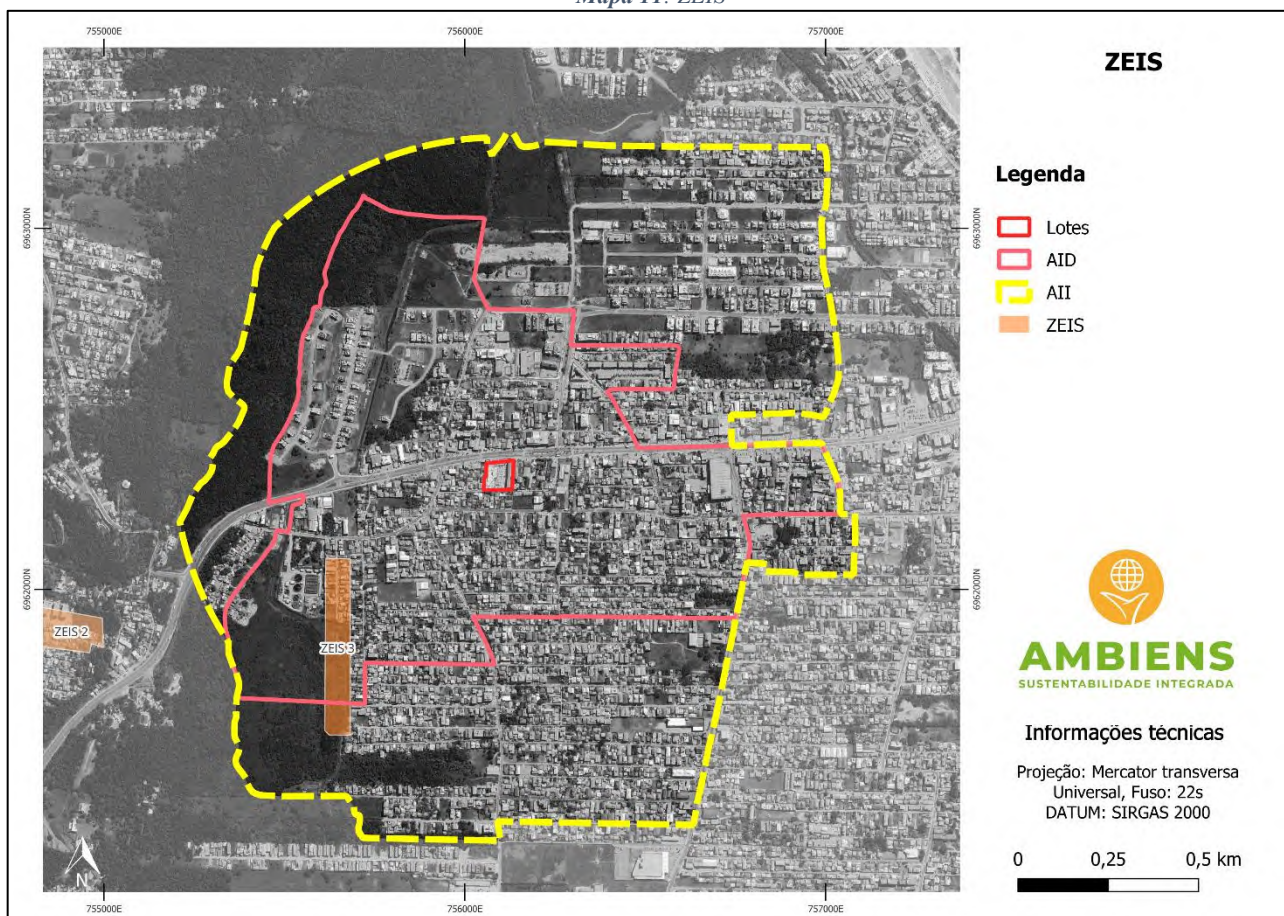 Mapa 11: ZEIS
755000E
756000E
757000E
ZEIS
Legenda
Lotes
AID
AII
ZEIS
6963000N
6963000N
6962000N
6962000N
ZEIS 2
ZEIS 3
AMBIENS
SUSTENTABILIDADE INTEGRADA
Informações técnicas
Projeção: Mercator transversa
Universal, Fuso: 22s
DATUM: SIRGAS 2000
0 0,25 0,5 km
N
755000E
756000E
757000E